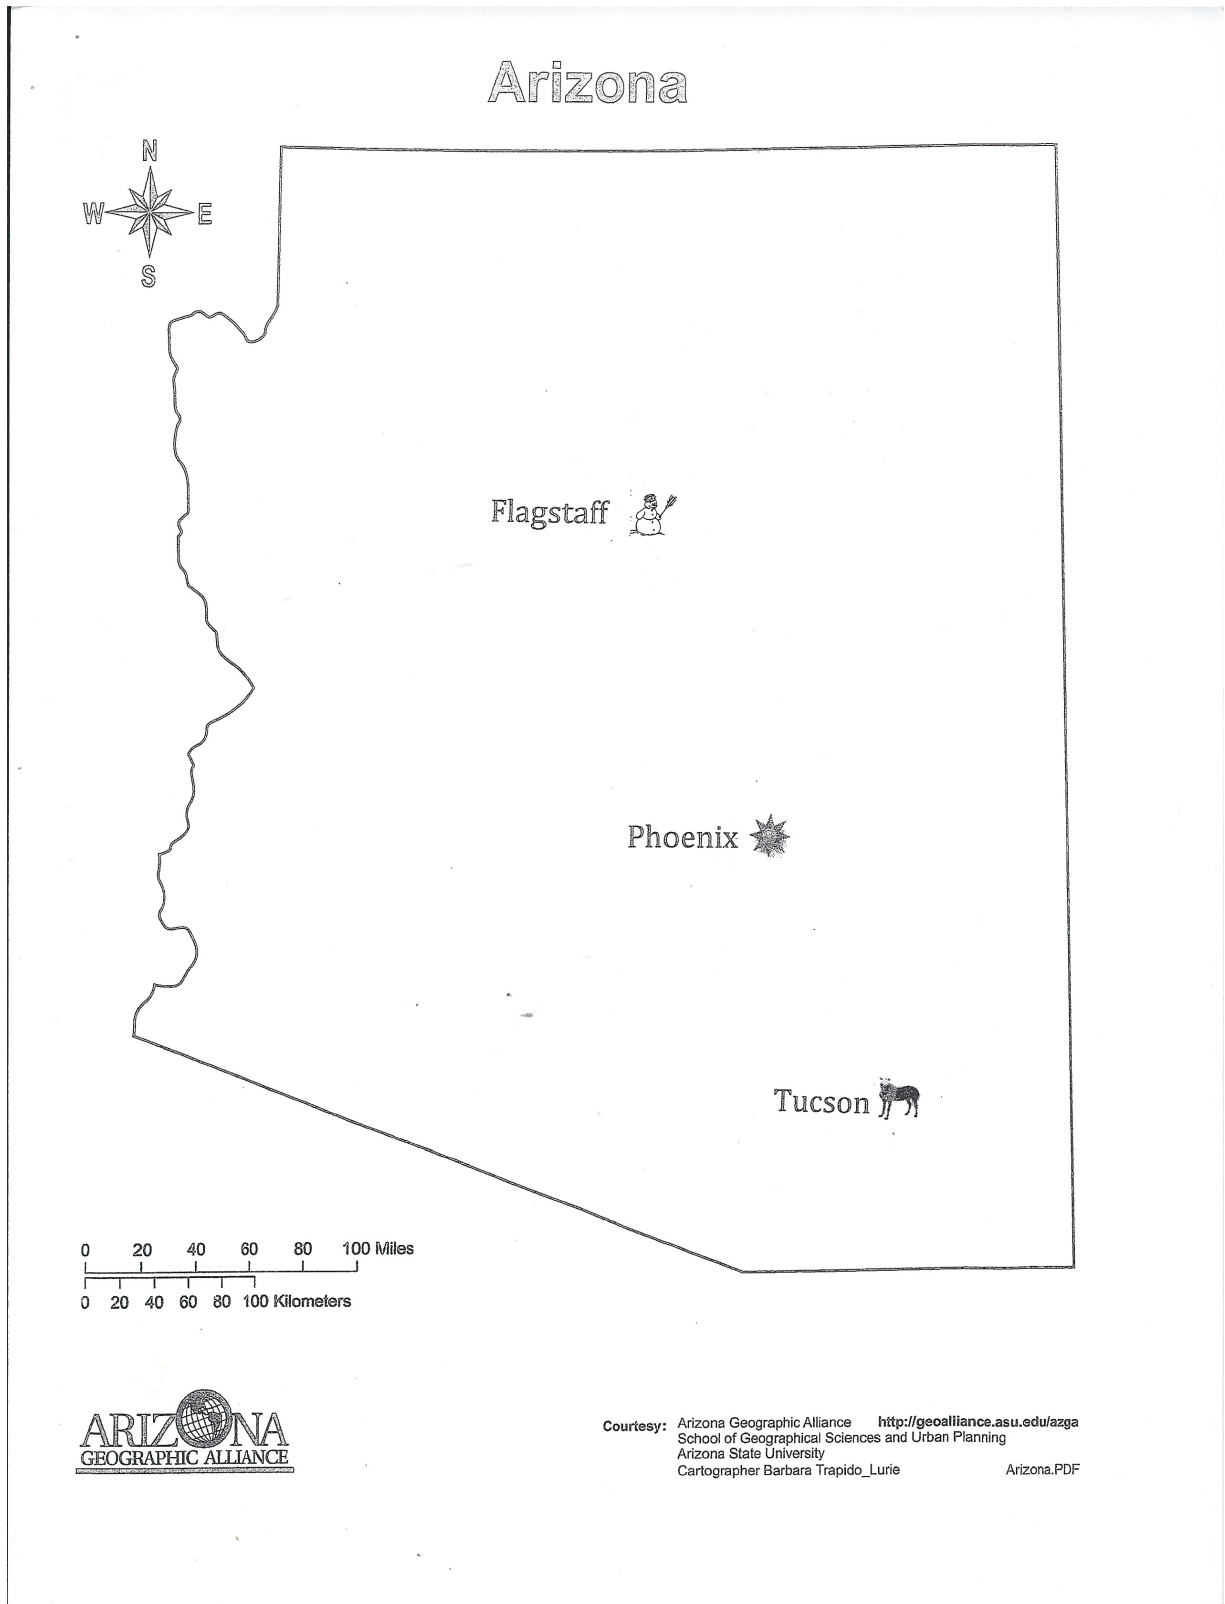 Arizona
N
W E
S
Flagstaff
Phoenix
Tucson
0 20 40 60 80 100 Miles
0 20 40 60 80 100 Kilometers
ARIZONA
GEOGRAPHIC ALLIANCE
Courtesy: Arizona Geographic Alliance http://geoalliance.asu.edu/azga
School of Geographical Sciences and Urban Planning
Arizona State University
Cartographer Barbara Trapido_Lurie Arizona.PDF